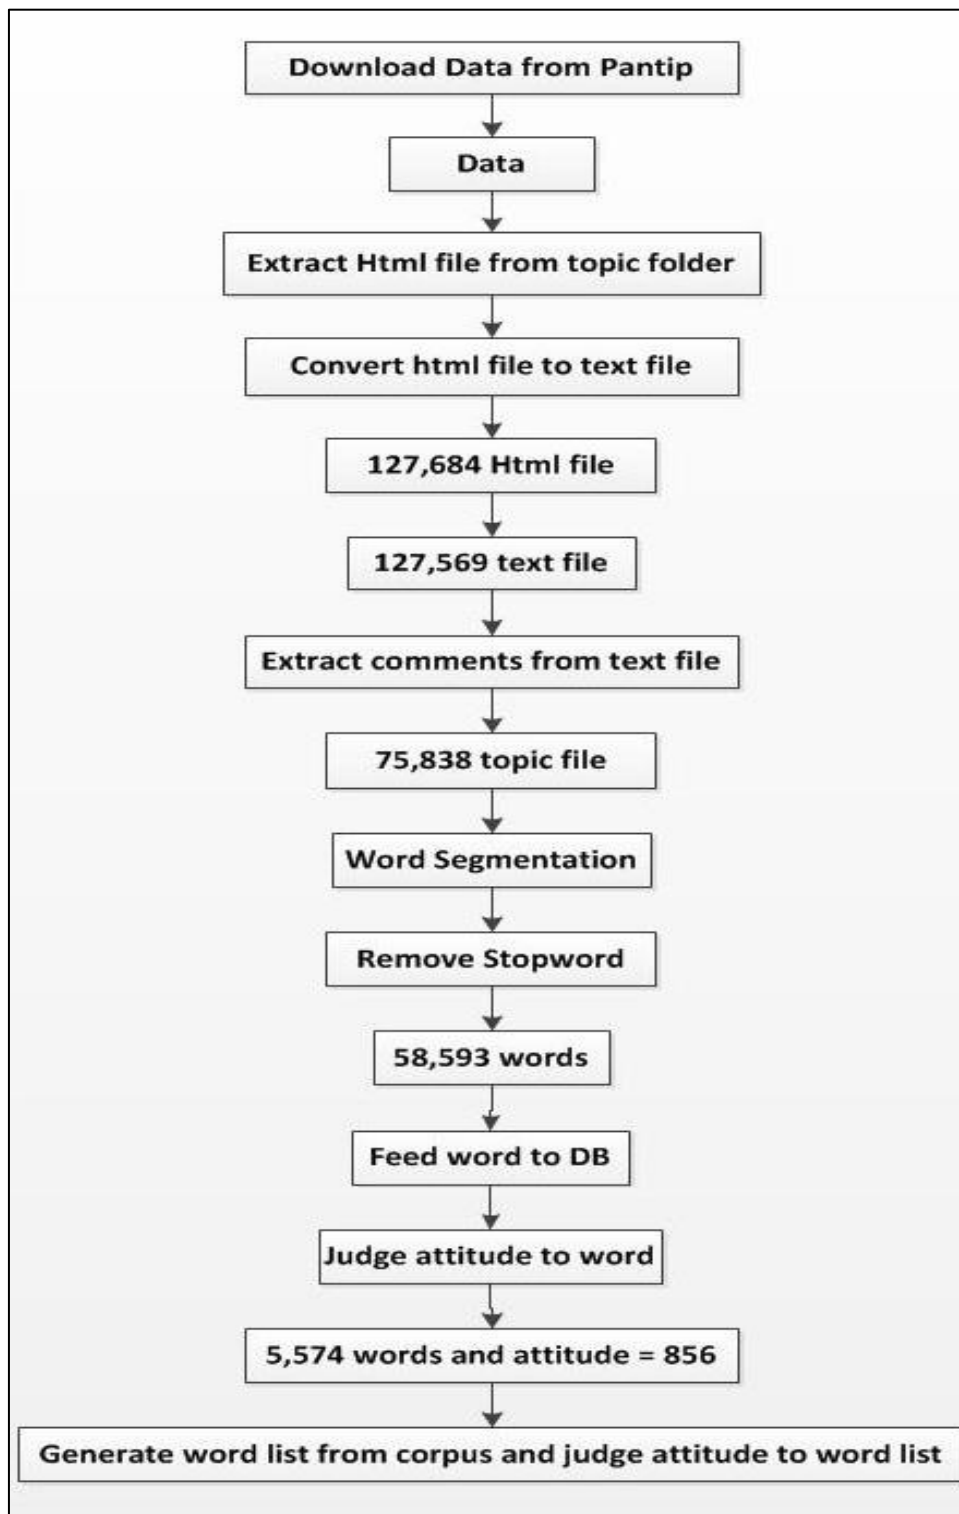 Download Data from Pantip
Data
Extract Html file from topic folder
Convert html file to text file
127,684 Html file
127,569 text file
Extract comments from text file
75,838 topic file
Word Segmentation
Remove Stopword
58,593 words
Feed word to DB
Judge attitude to word
5,574 words and attitude = 856
Generate word list from corpus and judge attitude to word list